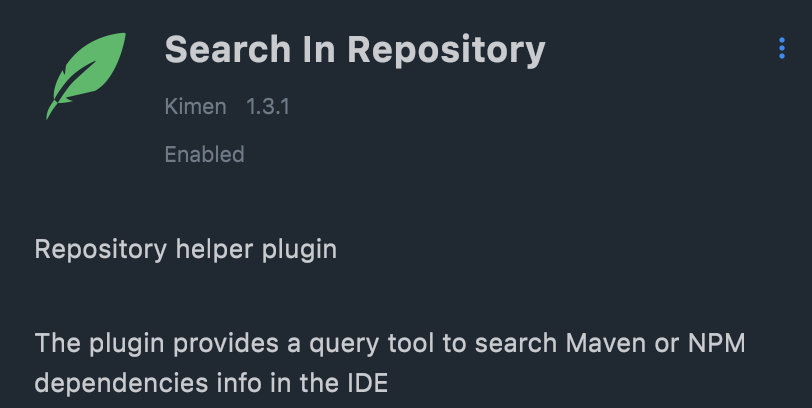 Search In Repository
Kimen 1.3.1
Enabled
Repository helper plugin
The plugin provides a query tool to search Maven or NPM
dependencies info in the IDE